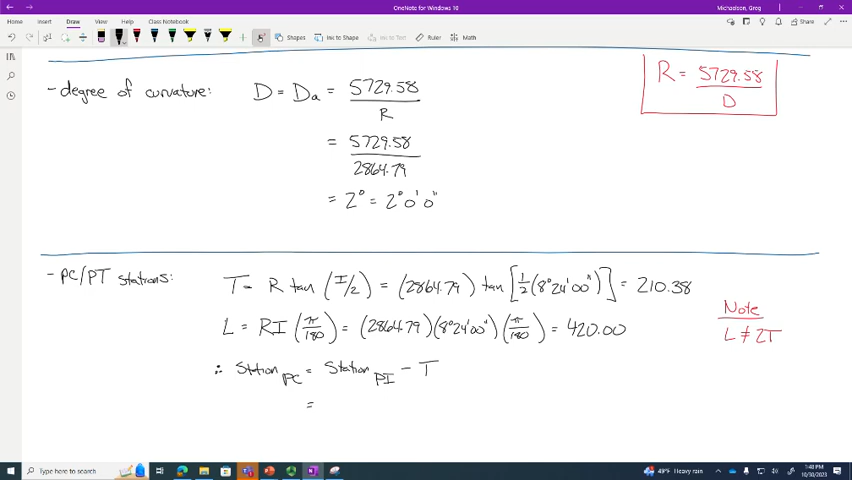 OneNote for Windows 10
Michaelson, Greg
Home Insert Draw View Help Class Notebook
Share
Shapes Ink to Shape Ink to Text Ruler Math
- degree of curvature: D = Da = 5729.58 / R
= 5729.58 / 2864.79
= 2° = 2°0'0"
R = 5729.58 / D
- PC/PT stations: T = R tan (I/2) = (2864.79) tan [½(8°24'00")] = 210.38
L = RI (π/180) = (2864.79)(8°24'00")(π/180) = 420.00
Note
L ≠ 2T
∴ Station PC = Station PI - T
=
Type here to search
49°F Heavy rain
1:48 PM
10/30/2023